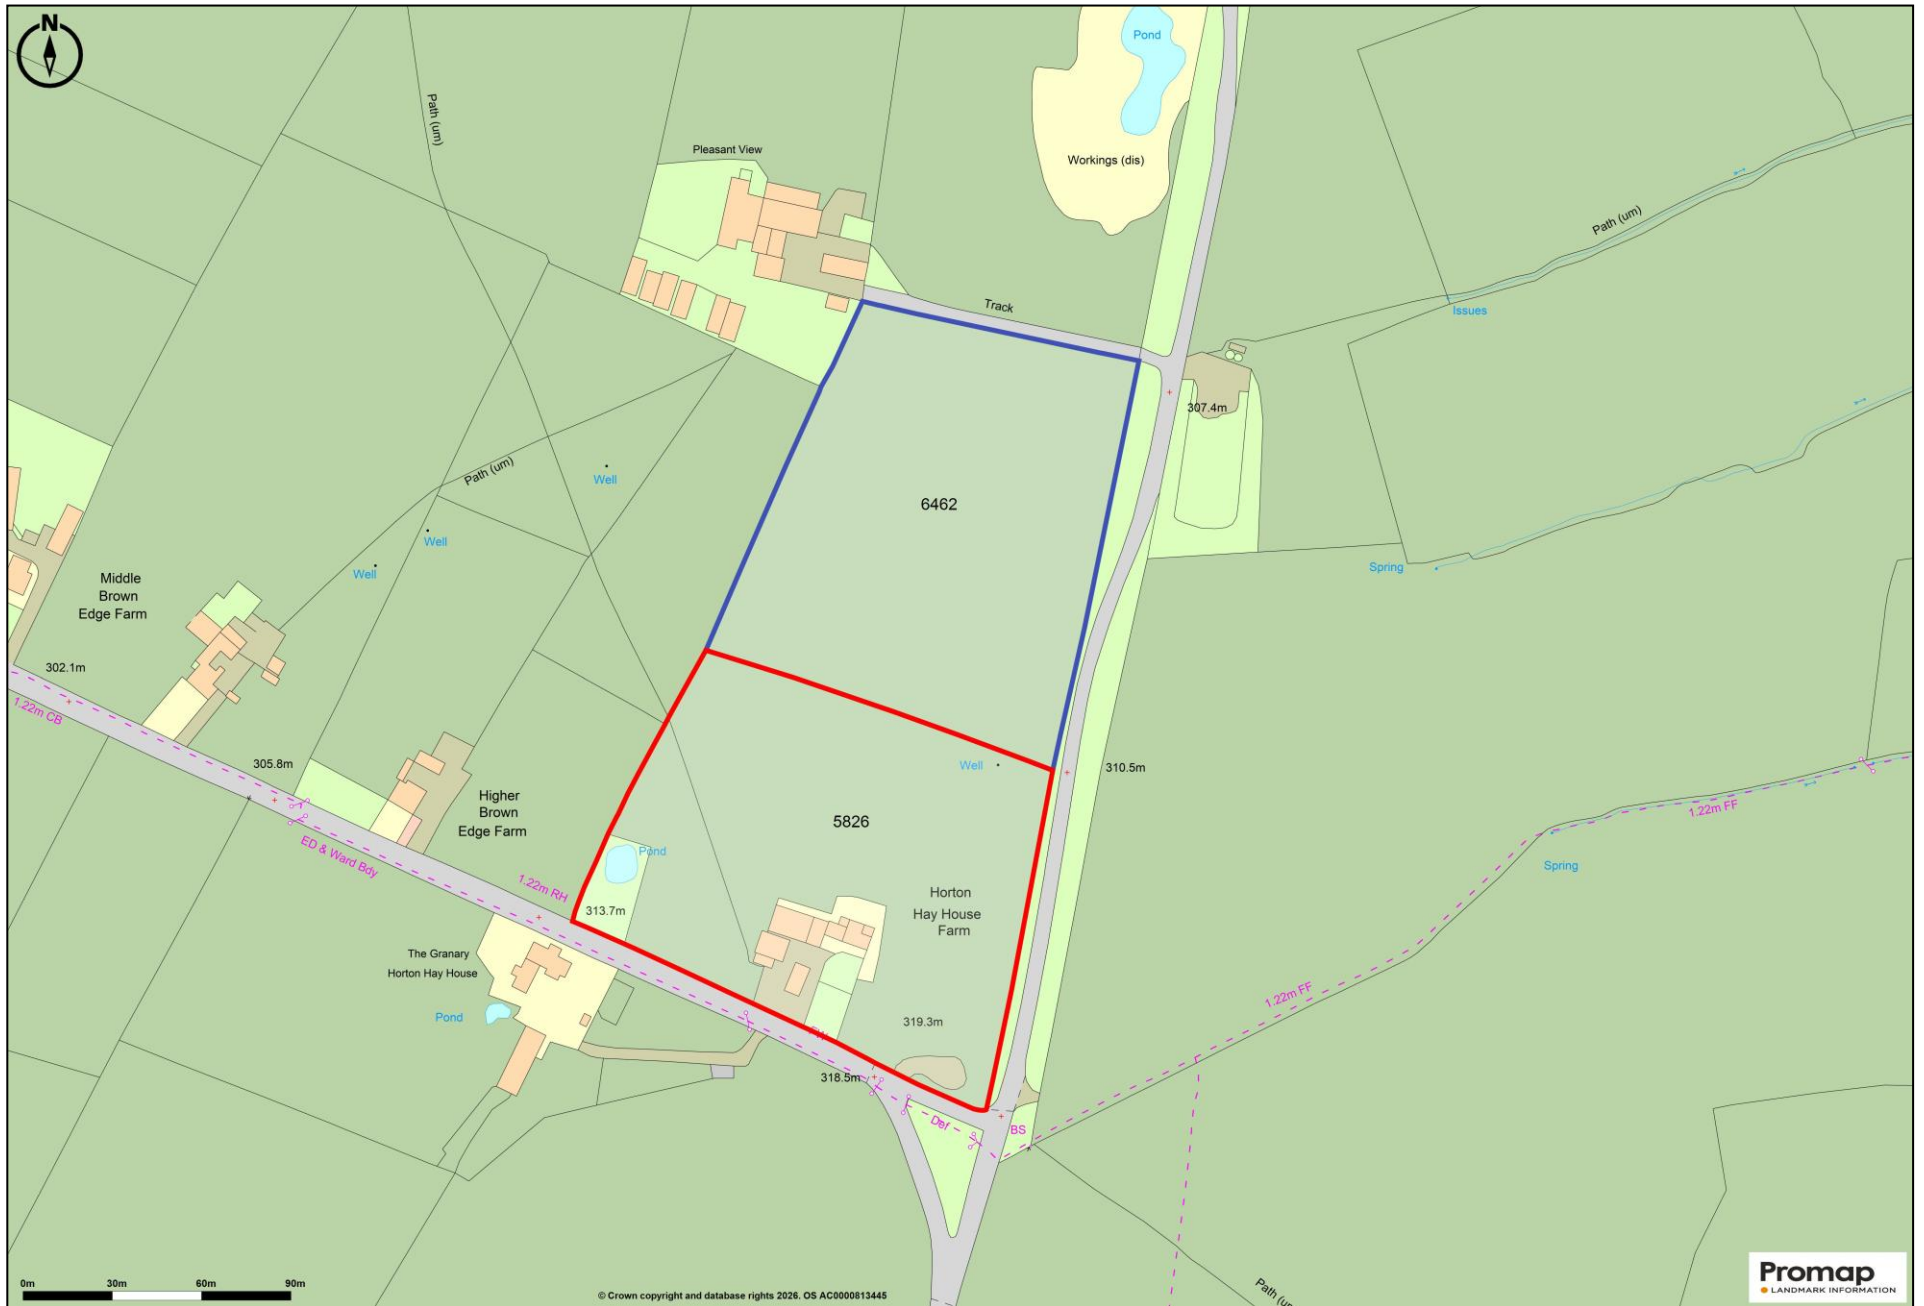 N
Pond
Path (um)
Pleasant View
Workings (dis)
Path (um)
Track
Issues
307.4m
Path (um)
Well
6462
Well
Well
Spring
Middle
Brown
Edge Farm
302.1m
1.22m CB
305.8m
Well
310.5m
Higher
Brown
Edge Farm
5826
1.22m FF
ED & Ward Bdy
Pond
Spring
1.22m RH
313.7m
Horton
Hay House
Farm
The Granary
Horton Hay House
1.22m FF
Pond
319.3m
318.5m
Def
BS
0m
30m
60m
90m
© Crown copyright and database rights 2026. OS AC0000813445
Promap
LANDMARK INFORMATION